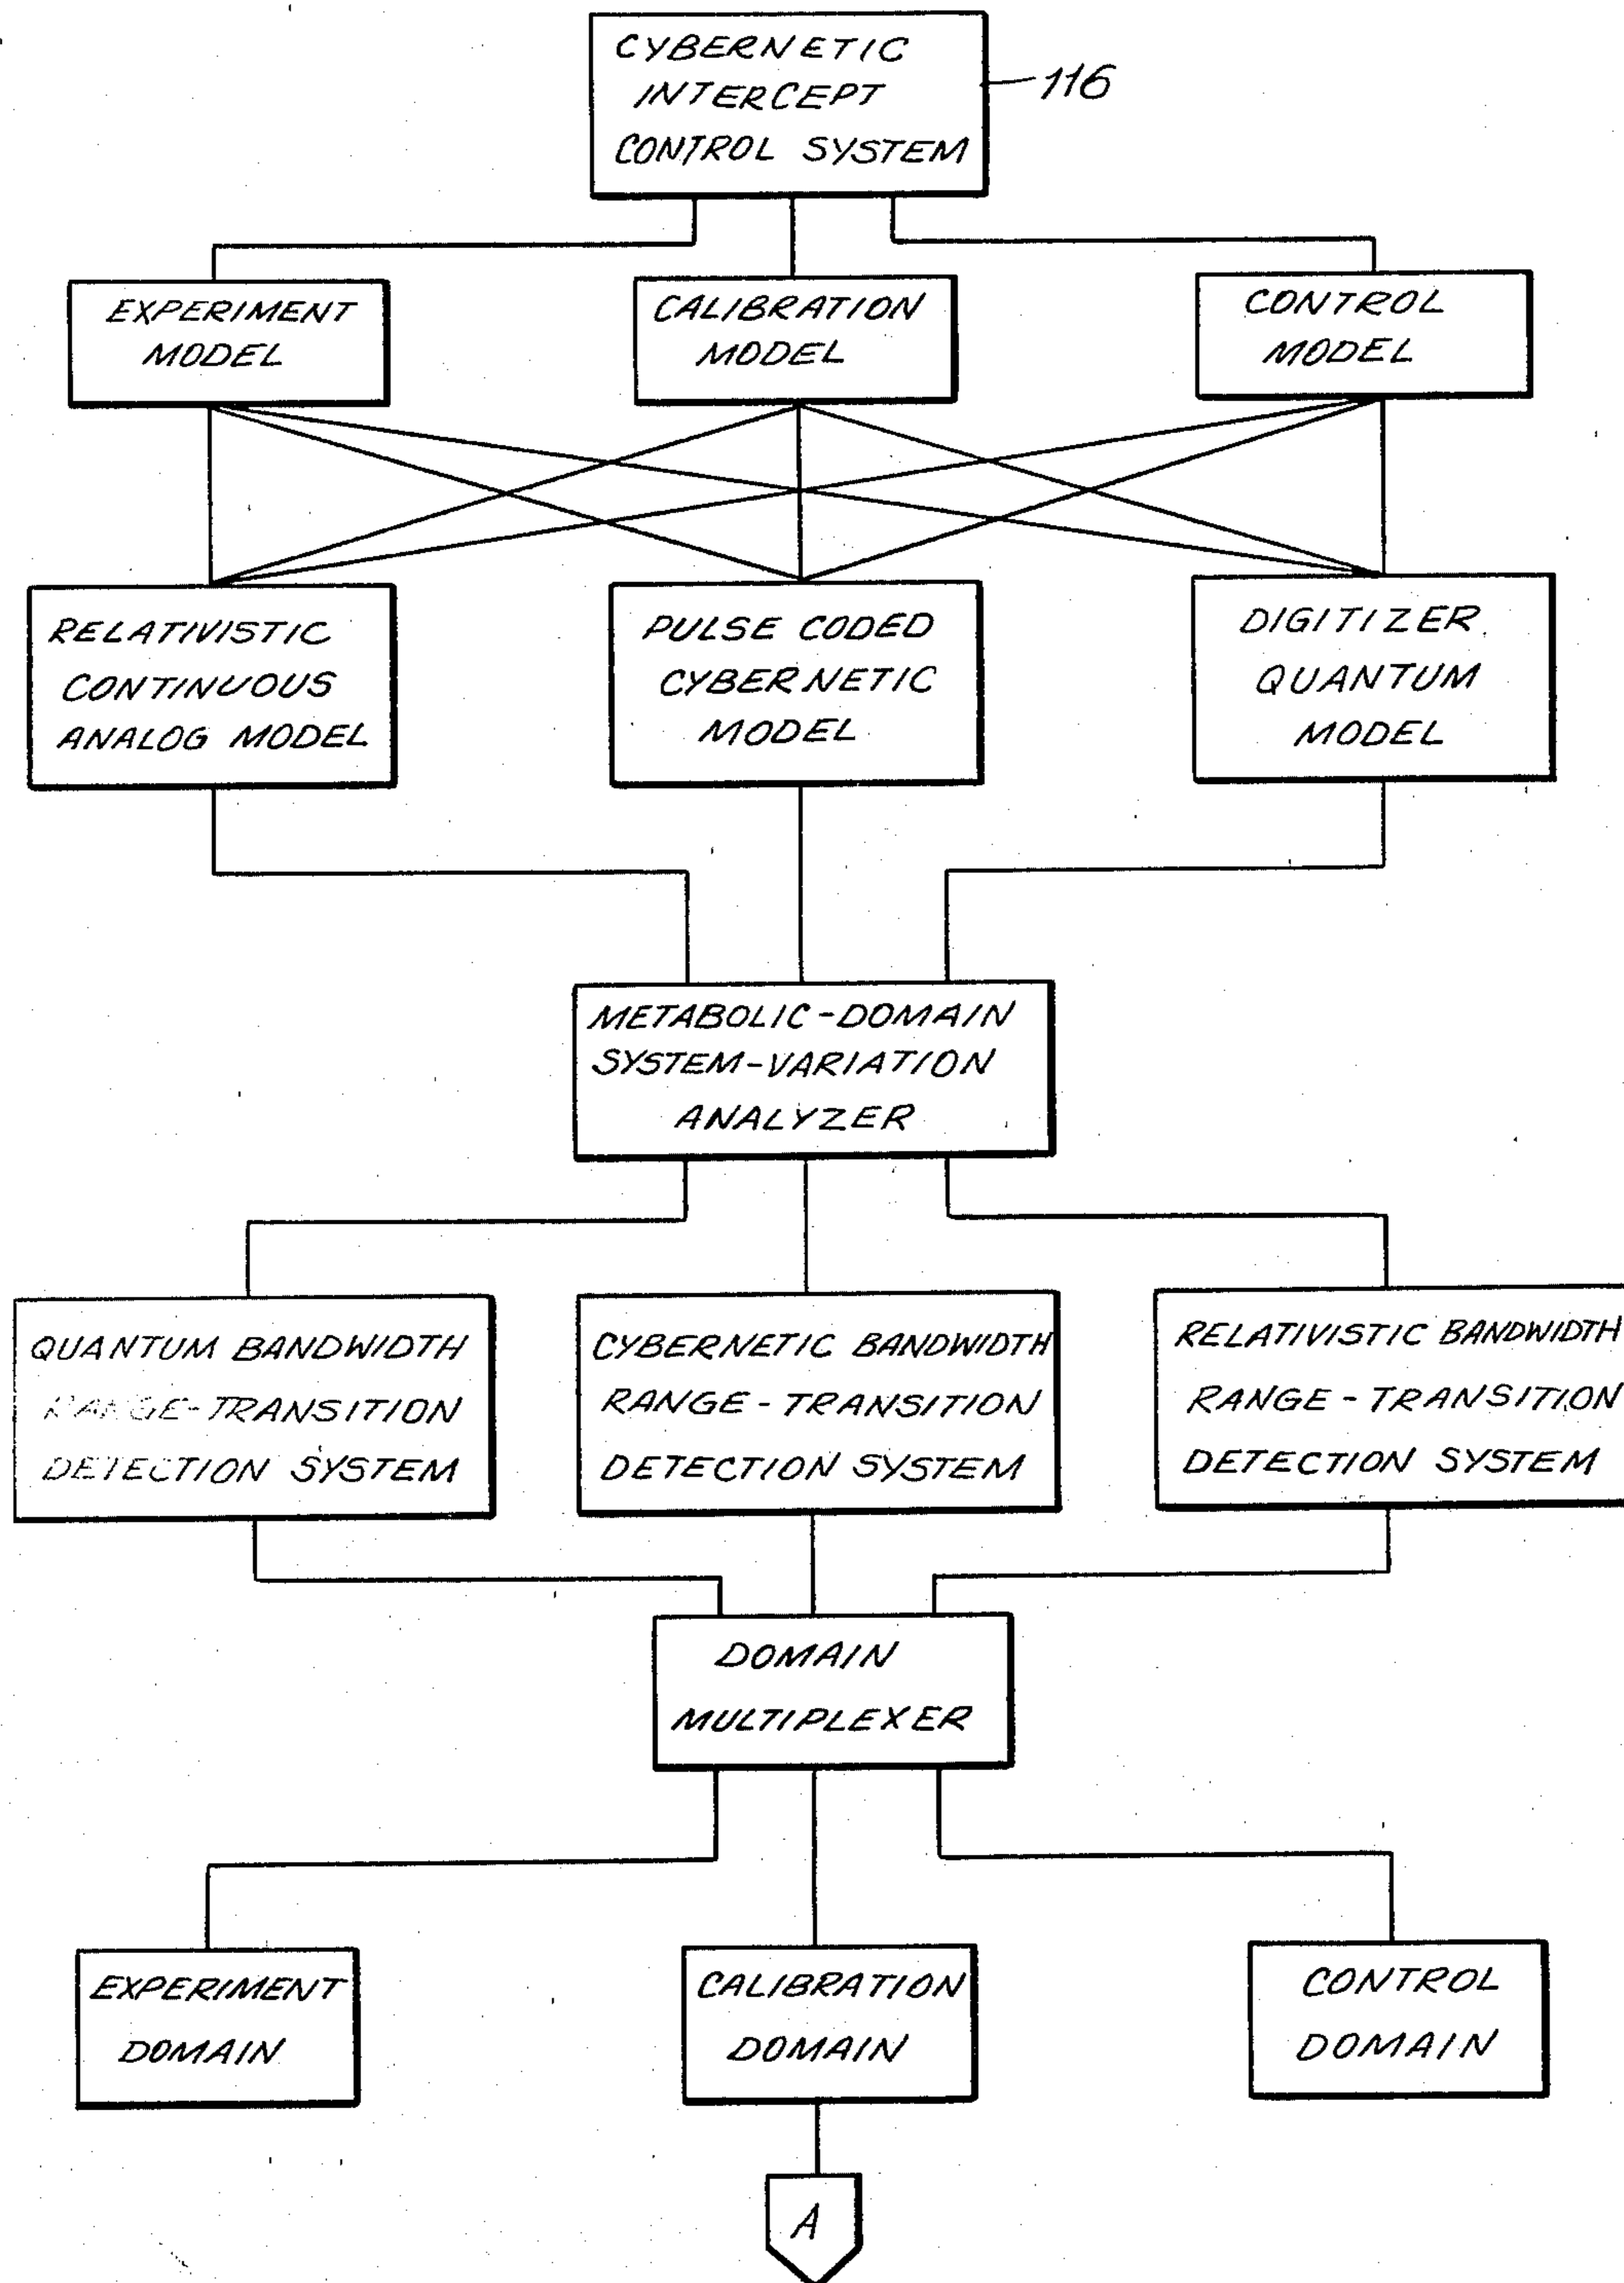 CYBERNETIC
INTERCEPT
CONTROL SYSTEM
116
EXPERIMENT
MODEL
CALIBRATION
MODEL
CONTROL
MODEL
RELATIVISTIC
CONTINUOUS
ANALOG MODEL
PULSE CODED
CYBERNETIC
MODEL
DIGITIZER
QUANTUM
MODEL
METABOLIC-DOMAIN
SYSTEM-VARIATION
ANALYZER
QUANTUM BANDWIDTH
RANGE-TRANSITION
DETECTION SYSTEM
CYBERNETIC BANDWIDTH
RANGE-TRANSITION
DETECTION SYSTEM
RELATIVISTIC BANDWIDTH
RANGE-TRANSITION
DETECTION SYSTEM
DOMAIN
MULTIPLEXER
EXPERIMENT
DOMAIN
CALIBRATION
DOMAIN
CONTROL
DOMAIN
A